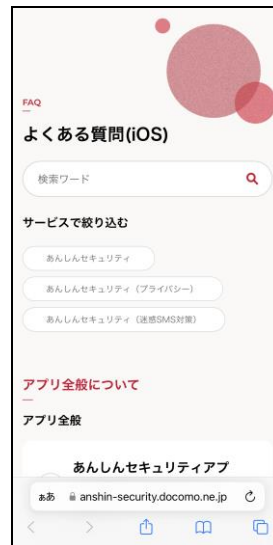 FAQ
よくある質問(iOS)
検索ワード
サービスで絞り込む
あんしんセキュリティ
あんしんセキュリティ（プライバシー）
あんしんセキュリティ（迷惑SMS対策）
アプリ全般について
アプリ全般
あんしんセキュリティアプ
ぁあ anshin-security.docomo.ne.jp